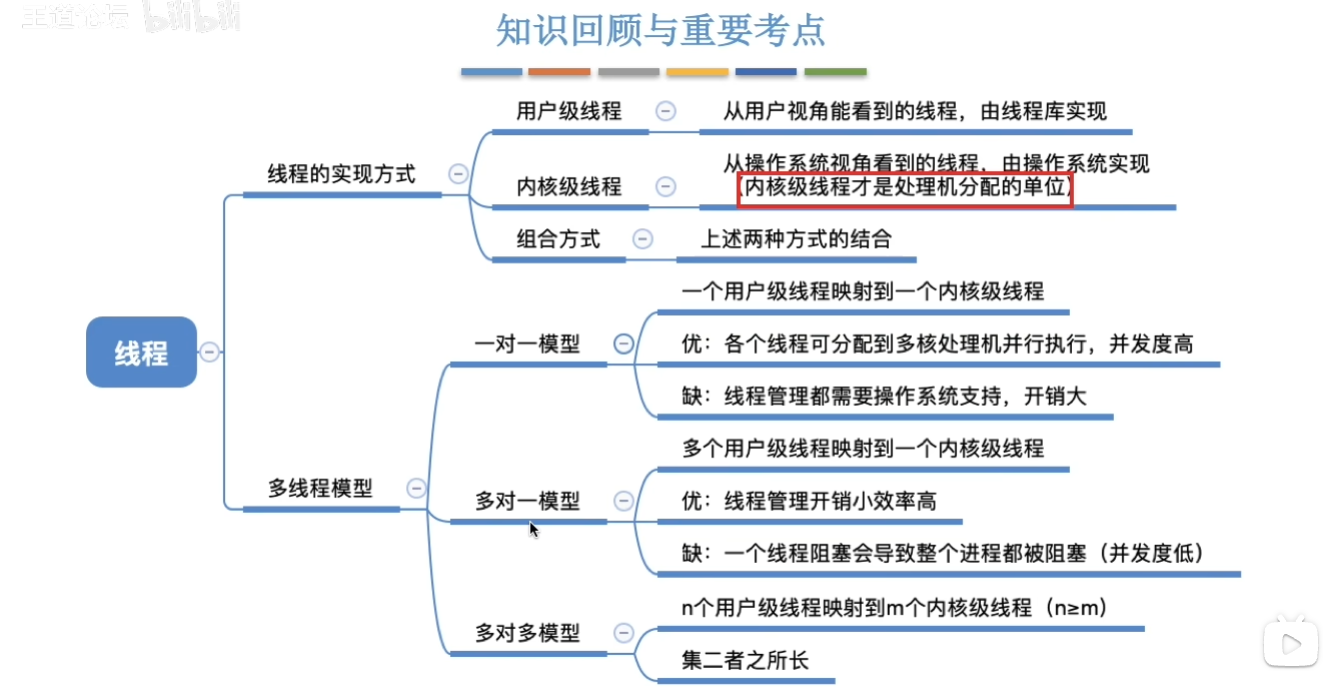 王道论坛 bilibili
知识回顾与重要考点
线程
线程的实现方式
用户级线程
从用户视角能看到的线程，由线程库实现
内核级线程
从操作系统视角看到的线程，由操作系统实现
（内核级线程才是处理机分配的单位）
组合方式
上述两种方式的结合
多线程模型
一对一模型
一个用户级线程映射到一个内核级线程
优：各个线程可分配到多核处理机并行执行，并发度高
缺：线程管理都需要操作系统支持，开销大
多对一模型
多个用户级线程映射到一个内核级线程
优：线程管理开销小效率高
缺：一个线程阻塞会导致整个进程都被阻塞（并发度低）
多对多模型
n个用户级线程映射到m个内核级线程（n≥m）
集二者之所长